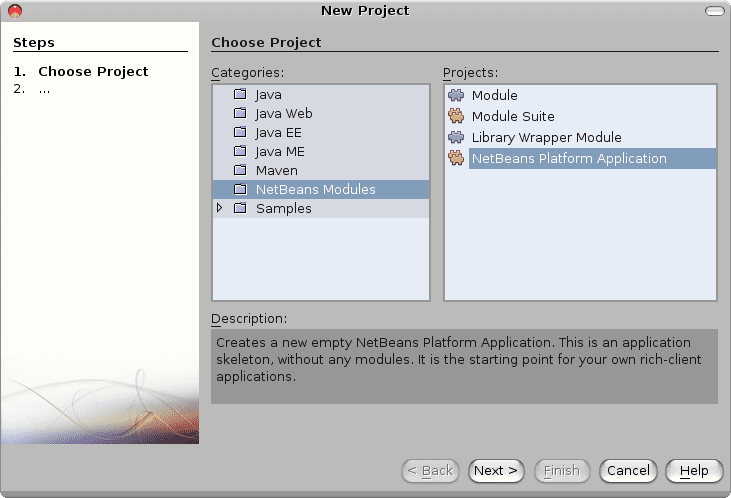 New Project
Steps
1. Choose Project
2. ...
Choose Project
Categories:
Java
Java Web
Java EE
Java ME
Maven
NetBeans Modules
Samples
Projects:
Module
Module Suite
Library Wrapper Module
NetBeans Platform Application
Description:
Creates a new empty NetBeans Platform Application. This is an application
skeleton, without any modules. It is the starting point for your own rich-client
applications.
< Back
Next >
Finish
Cancel
Help